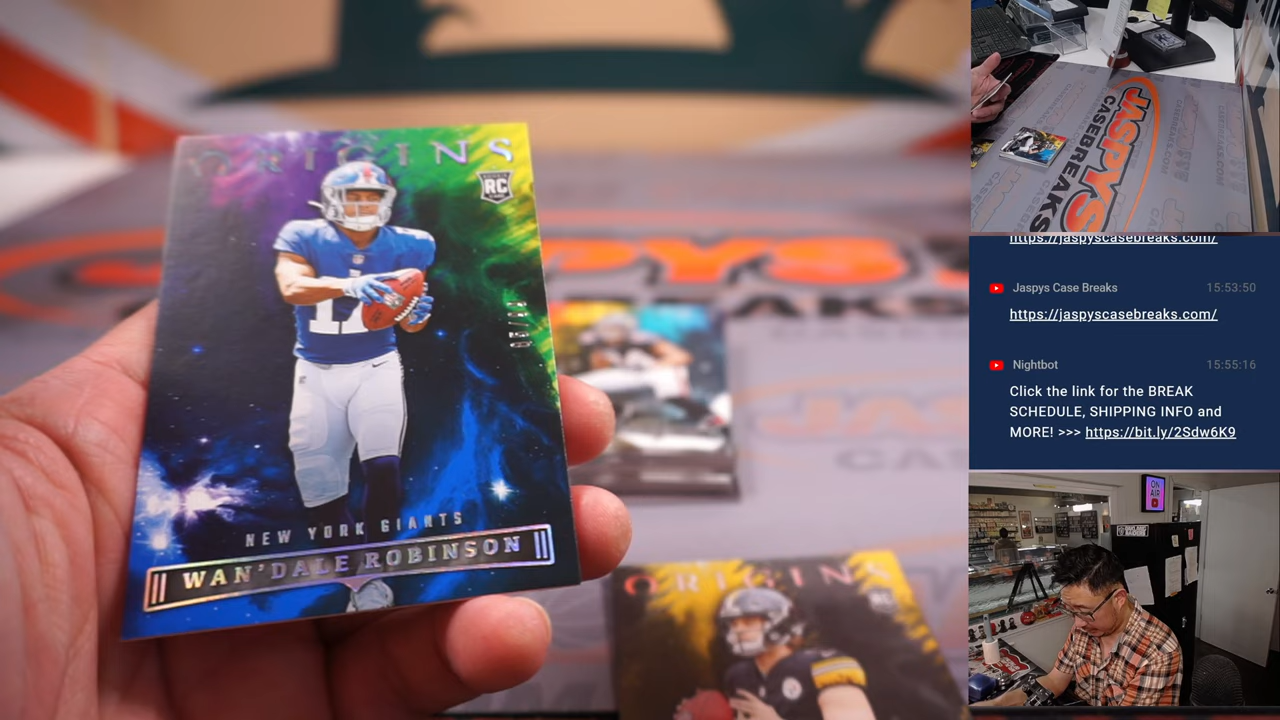 ORIGINS
RC
NEW YORK GIANTS
WAN'DALE ROBINSON
ORIGINS
JASPYS
CASEBREAKS
https://jaspyscasebreaks.com/
Jaspys Case Breaks 15:53:50
https://jaspyscasebreaks.com/
Nightbot 15:55:16
Click the link for the BREAK
SCHEDULE, SHIPPING INFO and
MORE! >>> https://bit.ly/2Sdw6K9
ON
AIR